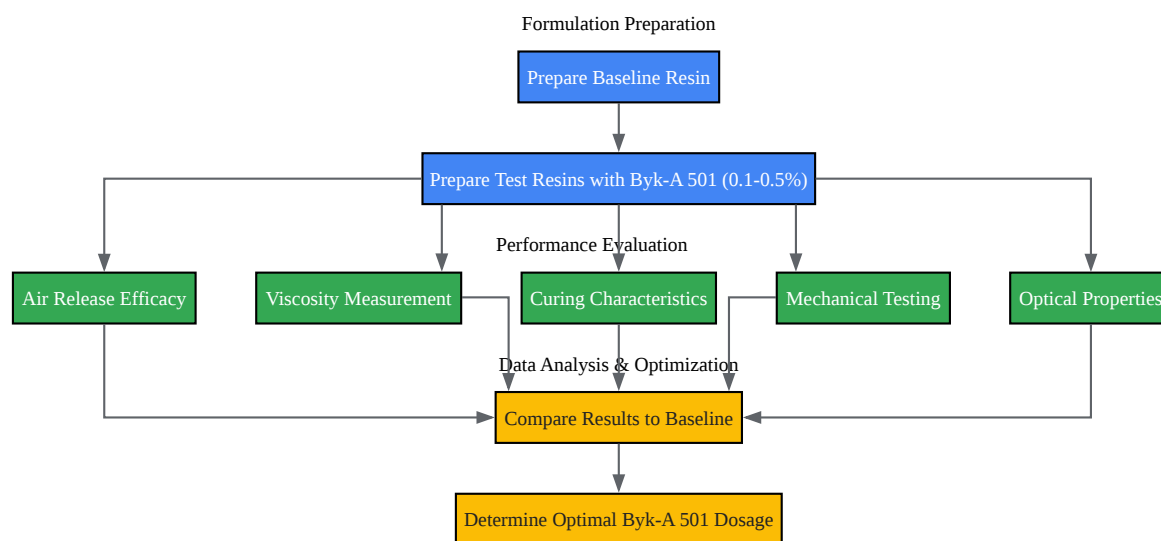 Formulation Preparation
Prepare Baseline Resin
Prepare Test Resins with Byk-A 501 (0.1-0.5%)
Performance Evaluation
Air Release Efficacy
Viscosity Measurement
Curing Characteristics
Mechanical Testing
Optical Properties
Data Analysis & Optimization
Compare Results to Baseline
Determine Optimal Byk-A 501 Dosage